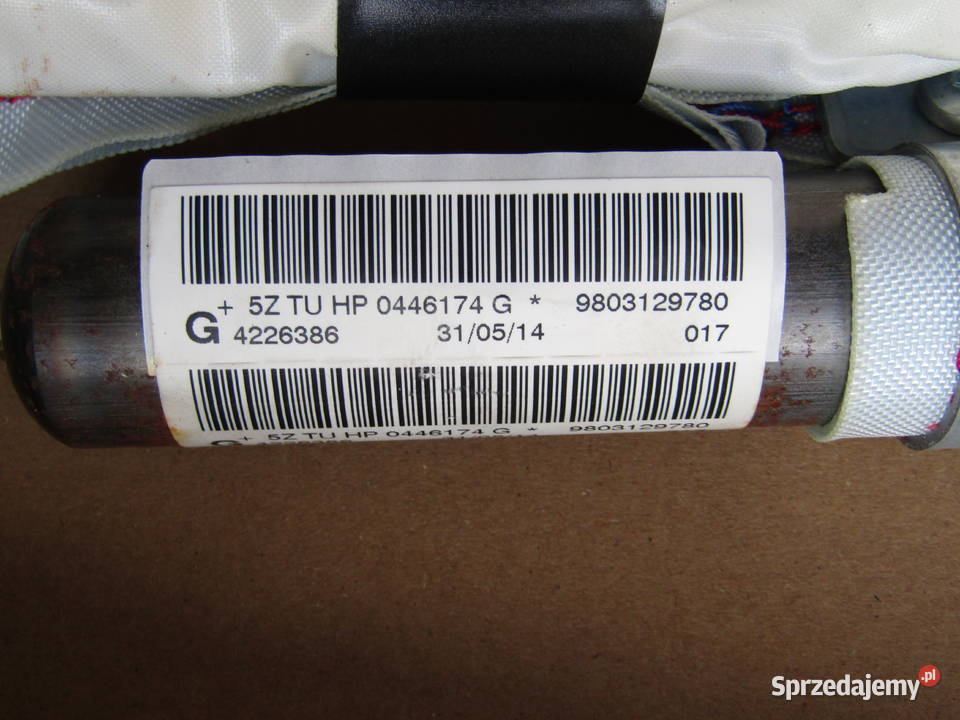 G + 5Z TU HP 0446174 G * 9803129780
4226386 31/05/14 017
G + 5Z TU HP 0446174 G * 9803129780
Sprzedajemy.pl